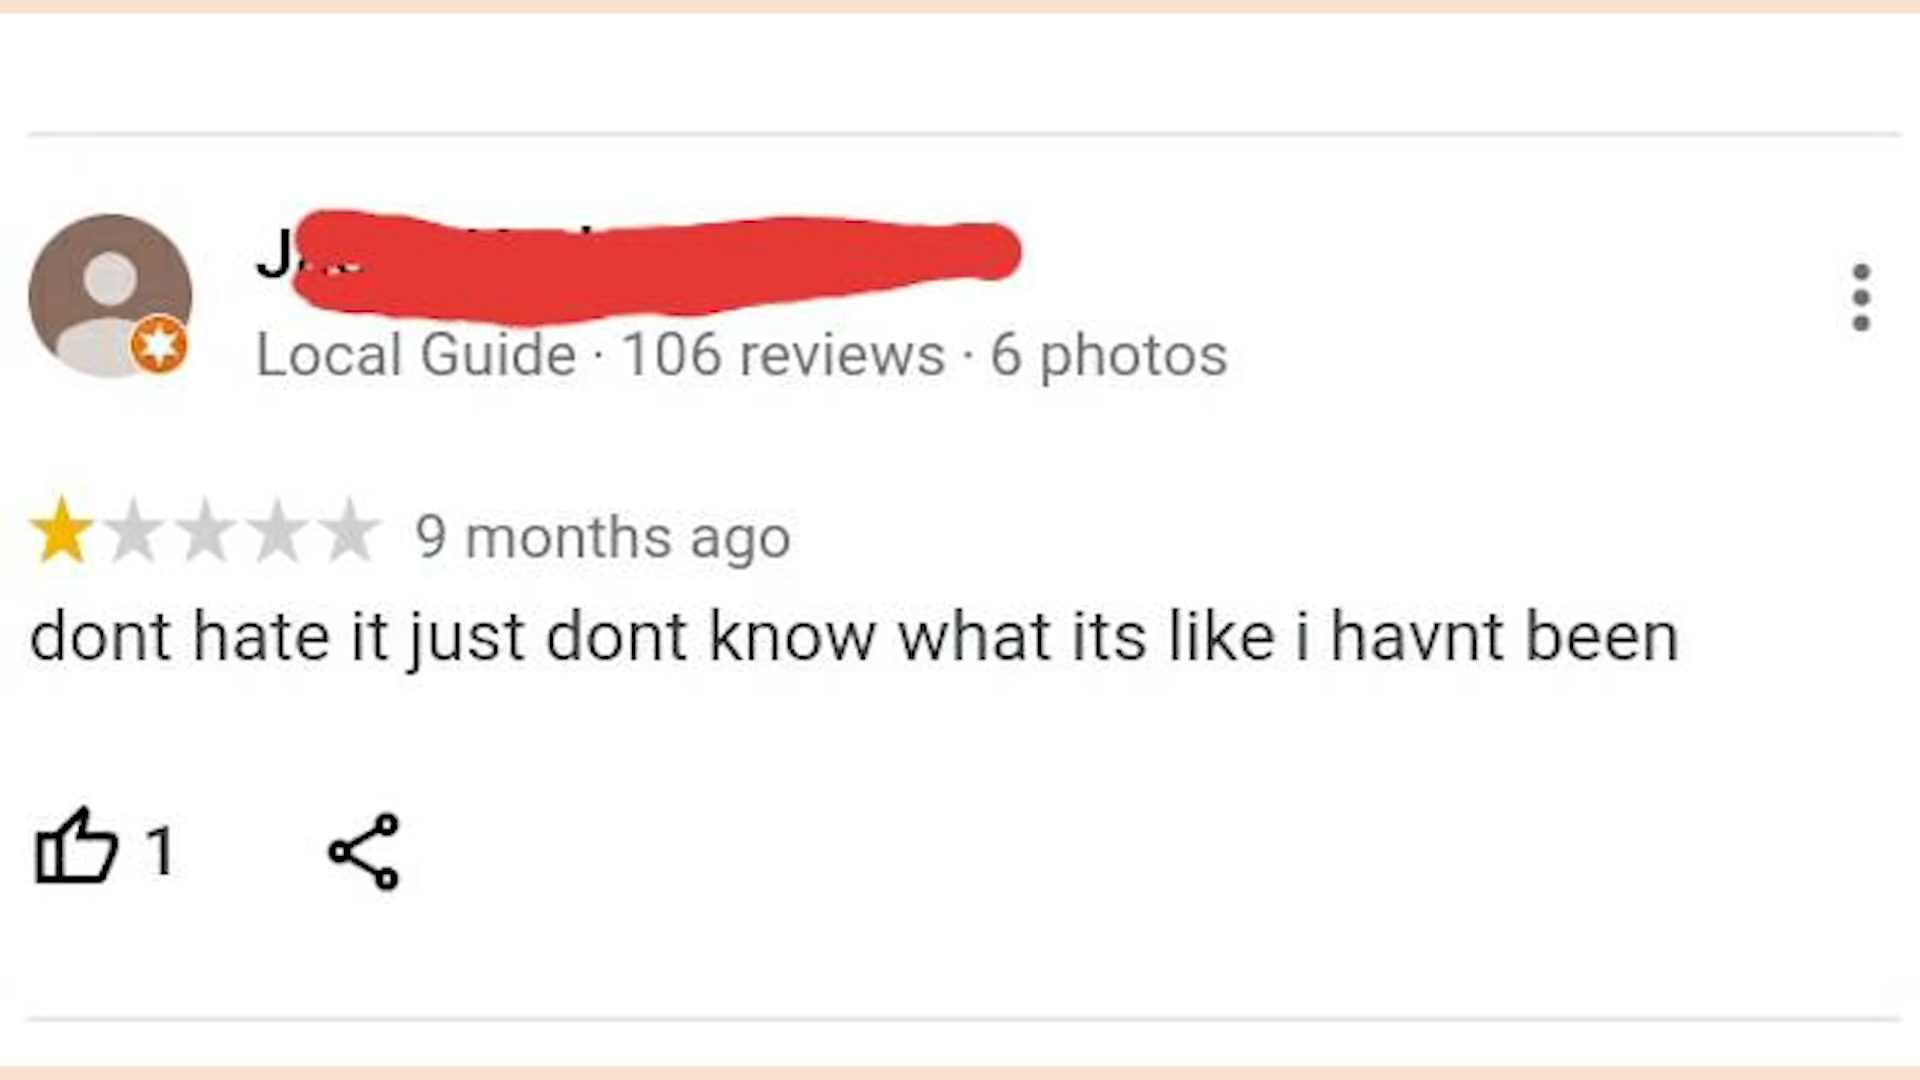 Local Guide · 106 reviews · 6 photos
9 months ago
dont hate it just dont know what its like i havnt been
1